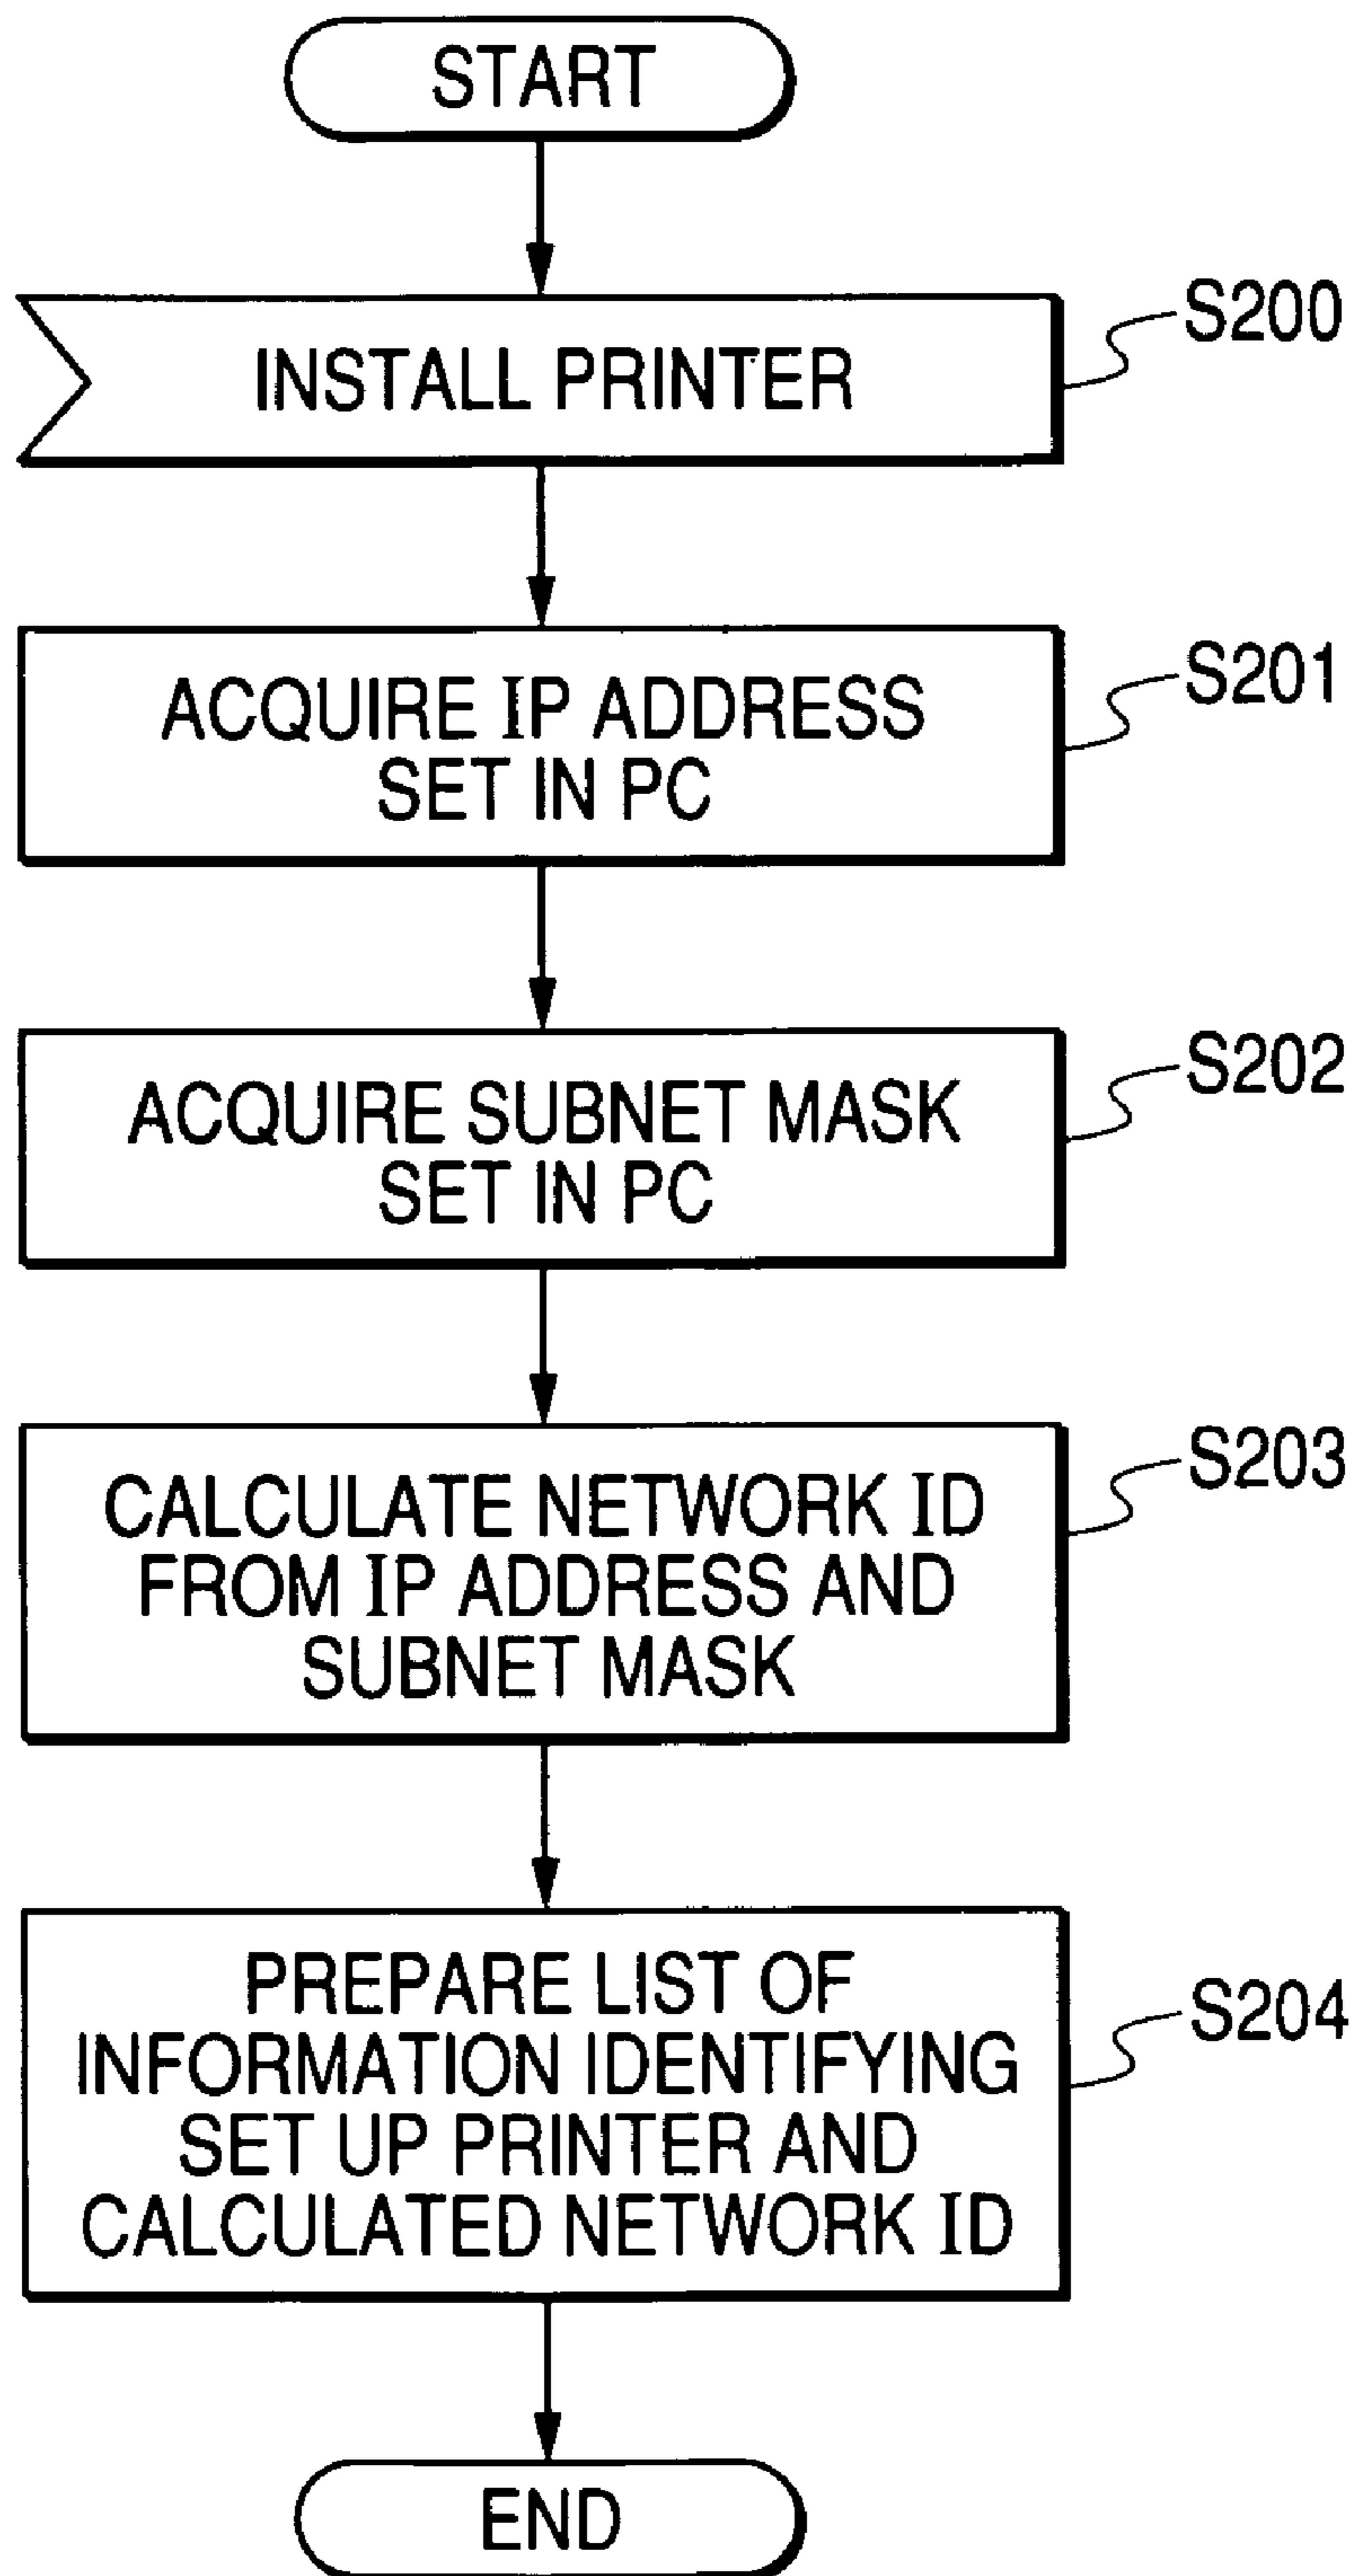 START
INSTALL PRINTER
S200
ACQUIRE IP ADDRESS
SET IN PC
S201
ACQUIRE SUBNET MASK
SET IN PC
S202
CALCULATE NETWORK ID
FROM IP ADDRESS AND
SUBNET MASK
S203
PREPARE LIST OF
INFORMATION IDENTIFYING
SET UP PRINTER AND
CALCULATED NETWORK ID
S204
END